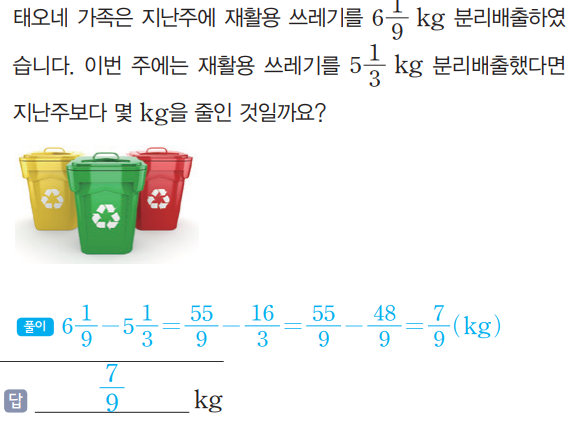 태오네 가족은 지난주에 재활용 쓰레기를 6 1/9 kg 분리배출하였
습니다. 이번 주에는 재활용 쓰레기를 5 1/3 kg 분리배출했다면
지난주보다 몇 kg을 줄인 것일까요?
풀이 6 1/9 - 5 1/3 = 55/9 - 16/3 = 55/9 - 48/9 = 7/9 (kg)
답 7/9 kg